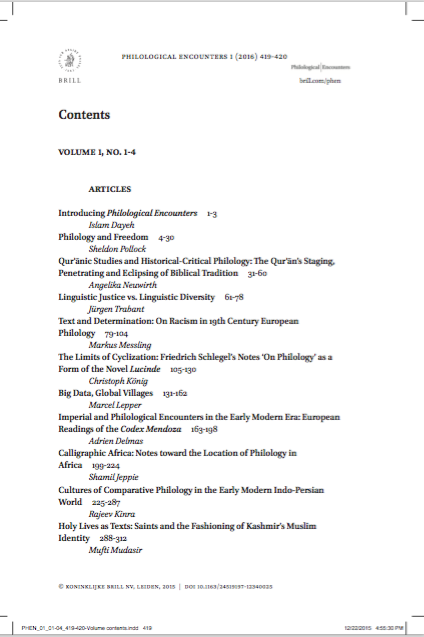 PHILOLOGICAL ENCOUNTERS 1 (2016) 419-420
Philological Encounters
BRILL
brill.com/phen
Contents
VOLUME 1, NO. 1-4
ARTICLES
Introducing Philological Encounters 1-3
Islam Dayeh
Philology and Freedom 4-30
Sheldon Pollock
Qurʾānic Studies and Historical-Critical Philology: The Qurʾān's Staging,
Penetrating and Eclipsing of Biblical Tradition 31-60
Angelika Neuwirth
Linguistic Justice vs. Linguistic Diversity 61-78
Jürgen Trabant
Text and Determination: On Racism in 19th Century European
Philology 79-104
Markus Messling
The Limits of Cyclization: Friedrich Schlegel's Notes ‘On Philology’ as a
Form of the Novel Lucinde 105-130
Christoph König
Big Data, Global Villages 131-162
Marcel Lepper
Imperial and Philological Encounters in the Early Modern Era: European
Readings of the Codex Mendoza 163-198
Adrien Delmas
Calligraphic Africa: Notes toward the Location of Philology in
Africa 199-224
Shamil Jeppie
Cultures of Comparative Philology in the Early Modern Indo-Persian
World 225-287
Rajeev Kinra
Holy Lives as Texts: Saints and the Fashioning of Kashmir's Muslim
Identity 288-312
Mufti Mudasir
© KONINKLIJKE BRILL NV, LEIDEN, 2015 | DOI 10.1163/24519197-12340023
PHEN_01_01-04_419-420-Volume contents.indd 419
12/22/2015 4:55:30 PM